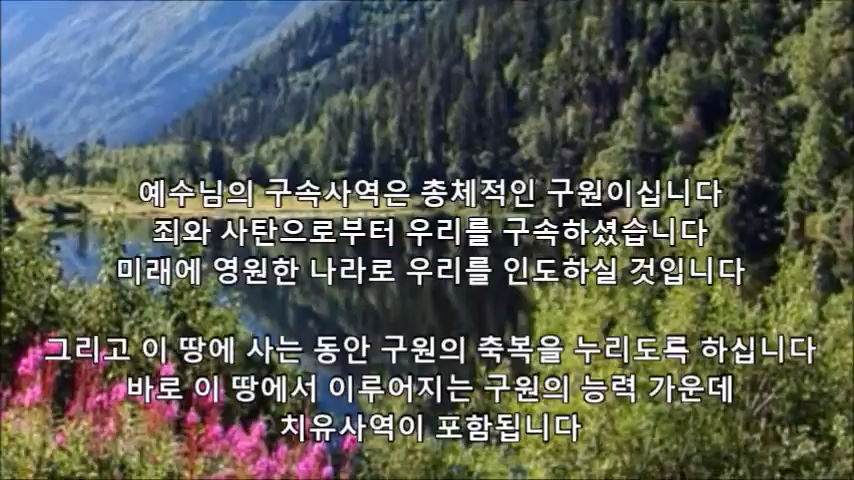 예수님의 구속사역은 총체적인 구원이십니다
죄와 사탄으로부터 우리를 구속하셨습니다
미래에 영원한 나라로 우리를 인도하실 것입니다
그리고 이 땅에 사는 동안 구원의 축복을 누리도록 하십니다
바로 이 땅에서 이루어지는 구원의 능력 가운데
치유사역이 포함됩니다